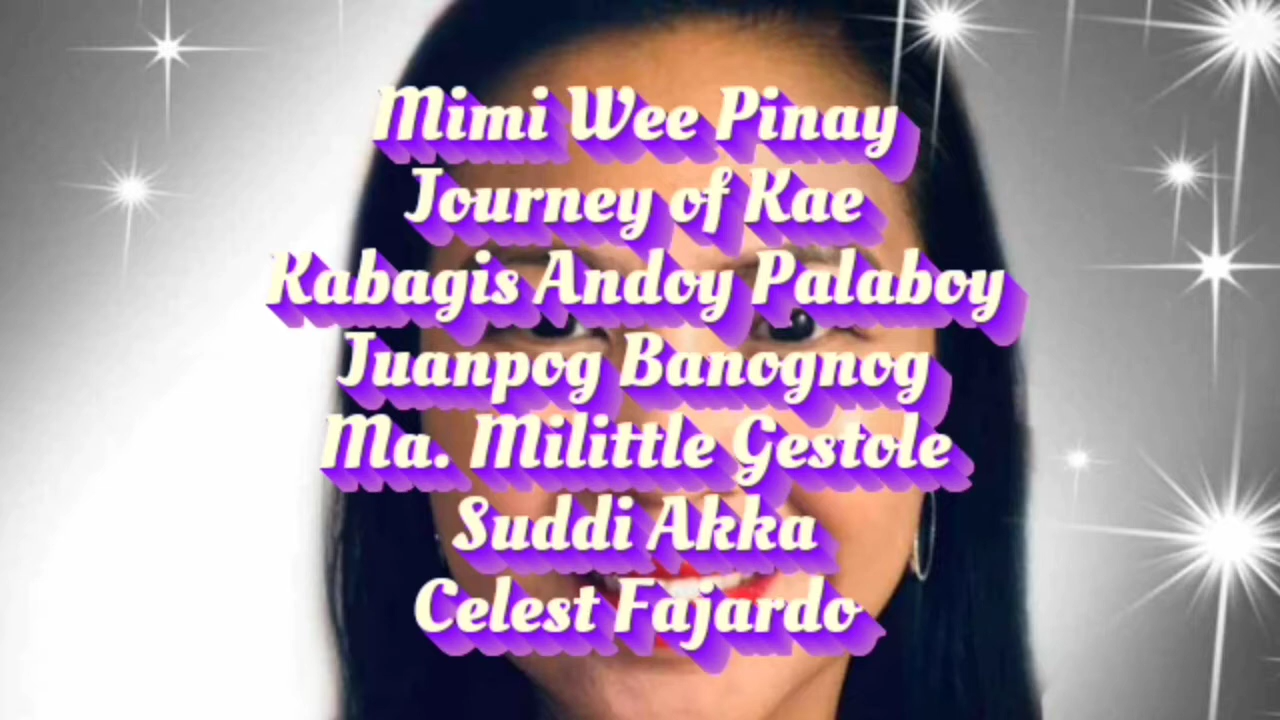 Mimi Wee Pinay
Journey of Kae
Kabagis Andoy Palaboy
Juanpog Banognog
Ma. Milittle Gestole
Suddi Akka
Celest Fajardo